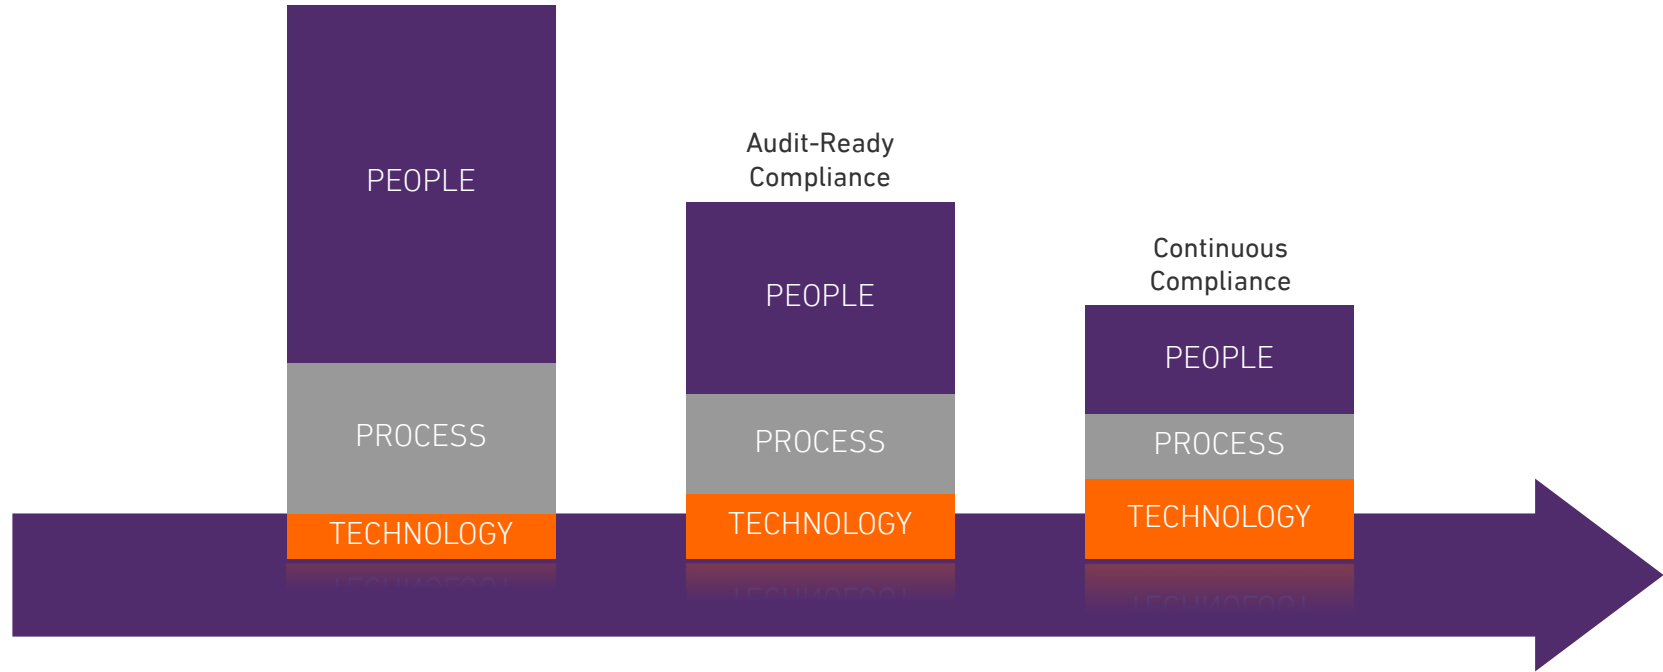 PEOPLE
PROCESS
TECHNOLOGY
Audit-Ready
Compliance
PEOPLE
PROCESS
TECHNOLOGY
Continuous
Compliance
PEOPLE
PROCESS
TECHNOLOGY